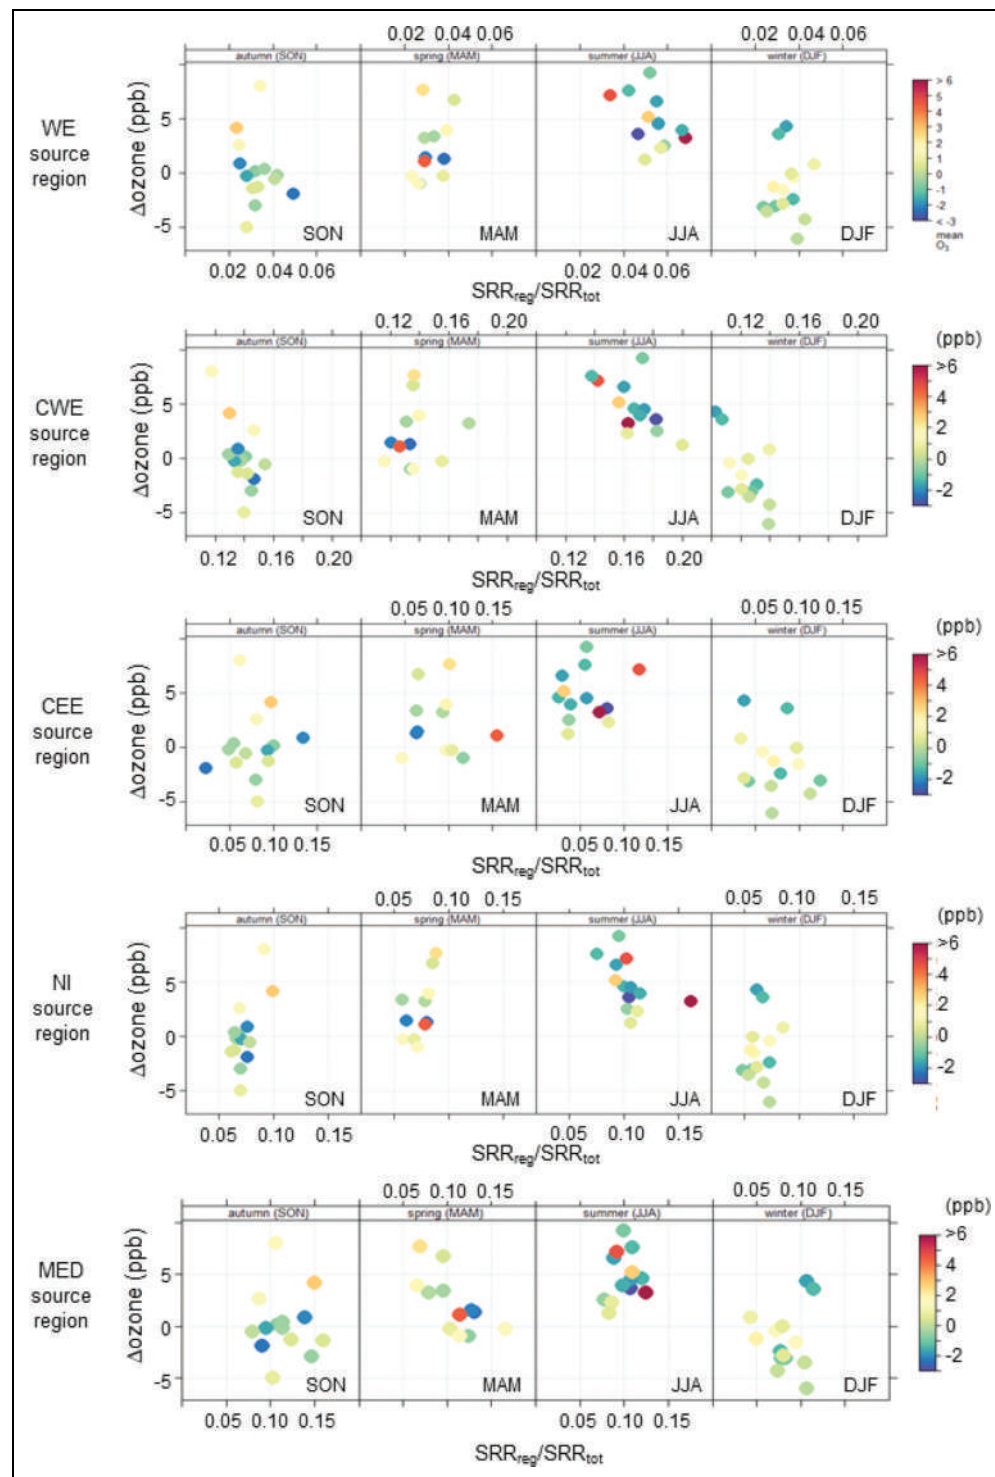 0.02 0.04 0.06 0.02 0.04 0.06
autumn (SON) spring (MAM) summer (JJA) winter (DJF)
WE
source
region
Δozone (ppb)
5
0
-5
SON MAM JJA DJF
> 6
5
4
3
2
1
0
-1
-2
< -3
mean
O₃
0.02 0.04 0.06 0.02 0.04 0.06
SRRreg/SRRtot
0.12 0.16 0.20 0.12 0.16 0.20
autumn (SON) spring (MAM) summer (JJA) winter (DJF)
CWE
source
region
Δozone (ppb)
5
0
-5
SON MAM JJA DJF
(ppb)
>6
4
2
0
-2
0.12 0.16 0.20 0.12 0.16 0.20
SRRreg/SRRtot
0.05 0.10 0.15 0.05 0.10 0.15
autumn (SON) spring (MAM) summer (JJA) winter (DJF)
CEE
source
region
Δozone (ppb)
5
0
-5
SON MAM JJA DJF
(ppb)
>6
4
2
0
-2
0.05 0.10 0.15 0.05 0.10 0.15
SRRreg/SRRtot
0.05 0.10 0.15 0.05 0.10 0.15
autumn (SON) spring (MAM) summer (JJA) winter (DJF)
NI
source
region
Δozone (ppb)
5
0
-5
SON MAM JJA DJF
(ppb)
>6
4
2
0
-2
0.05 0.10 0.15 0.05 0.10 0.15
SRRreg/SRRtot
0.05 0.10 0.15 0.05 0.10 0.15
autumn (SON) spring (MAM) summer (JJA) winter (DJF)
MED
source
region
Δozone (ppb)
5
0
-5
SON MAM JJA DJF
(ppb)
>6
4
2
0
-2
0.05 0.10 0.15 0.05 0.10 0.15
SRRreg/SRRtot